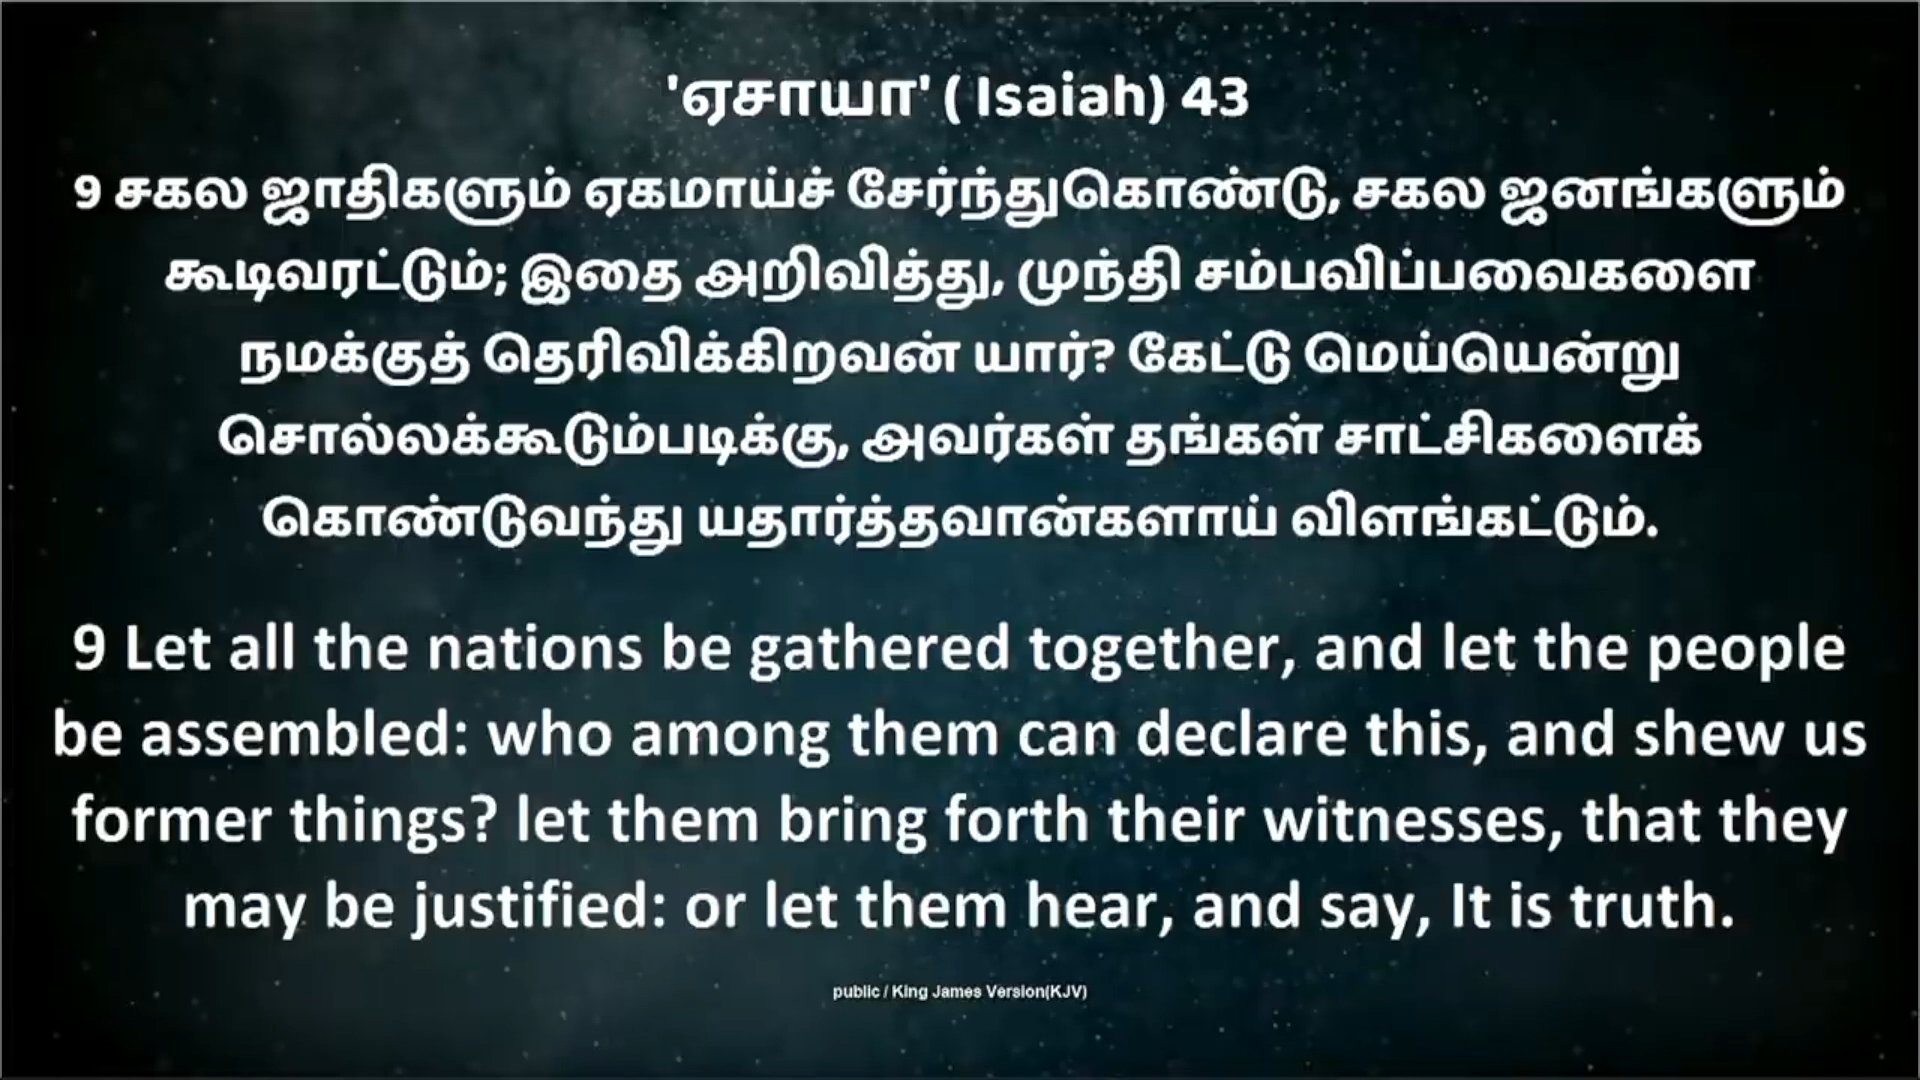 'ஏசாயா' ( Isaiah) 43
9 சகல ஜாதிகளும் ஏகமாய்ச் சேர்ந்துகொண்டு, சகல ஜனங்களும்
கூடிவரட்டும்; இதை அறிவித்து, முந்தி சம்பவிப்பவைகளை
நமக்குத் தெரிவிக்கிறவன் யார்? கேட்டு மெய்யென்று
சொல்லக்கூடும்படிக்கு, அவர்கள் தங்கள் சாட்சிகளைக்
கொண்டுவந்து யதார்த்தவான்களாய் விளங்கட்டும்.
9 Let all the nations be gathered together, and let the people
be assembled: who among them can declare this, and shew us
former things? let them bring forth their witnesses, that they
may be justified: or let them hear, and say, It is truth.
public / King James Version(KJV)